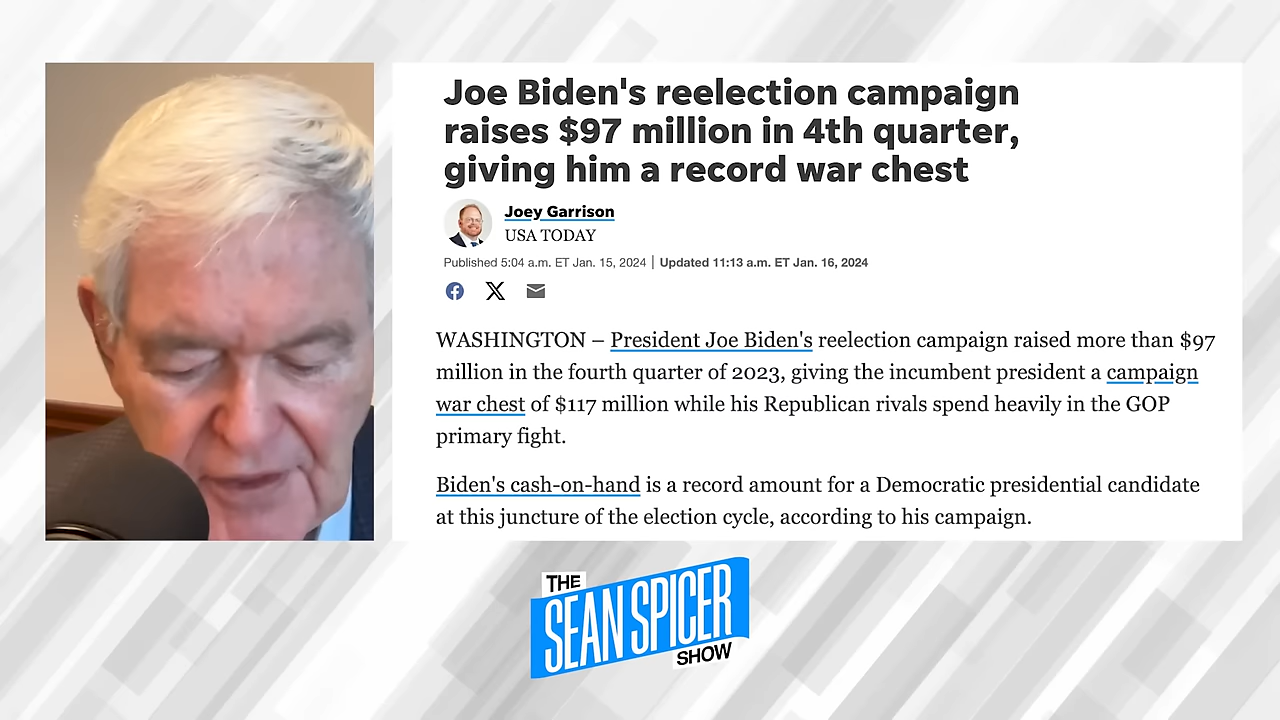 Joe Biden's reelection campaign
raises $97 million in 4th quarter,
giving him a record war chest
Joey Garrison
USA TODAY
Published 5:04 a.m. ET Jan. 15, 2024 | Updated 11:13 a.m. ET Jan. 16, 2024
WASHINGTON – President Joe Biden's reelection campaign raised more than $97
million in the fourth quarter of 2023, giving the incumbent president a campaign
war chest of $117 million while his Republican rivals spend heavily in the GOP
primary fight.
Biden's cash-on-hand is a record amount for a Democratic presidential candidate
at this juncture of the election cycle, according to his campaign.
THE
SEAN SPICER
SHOW